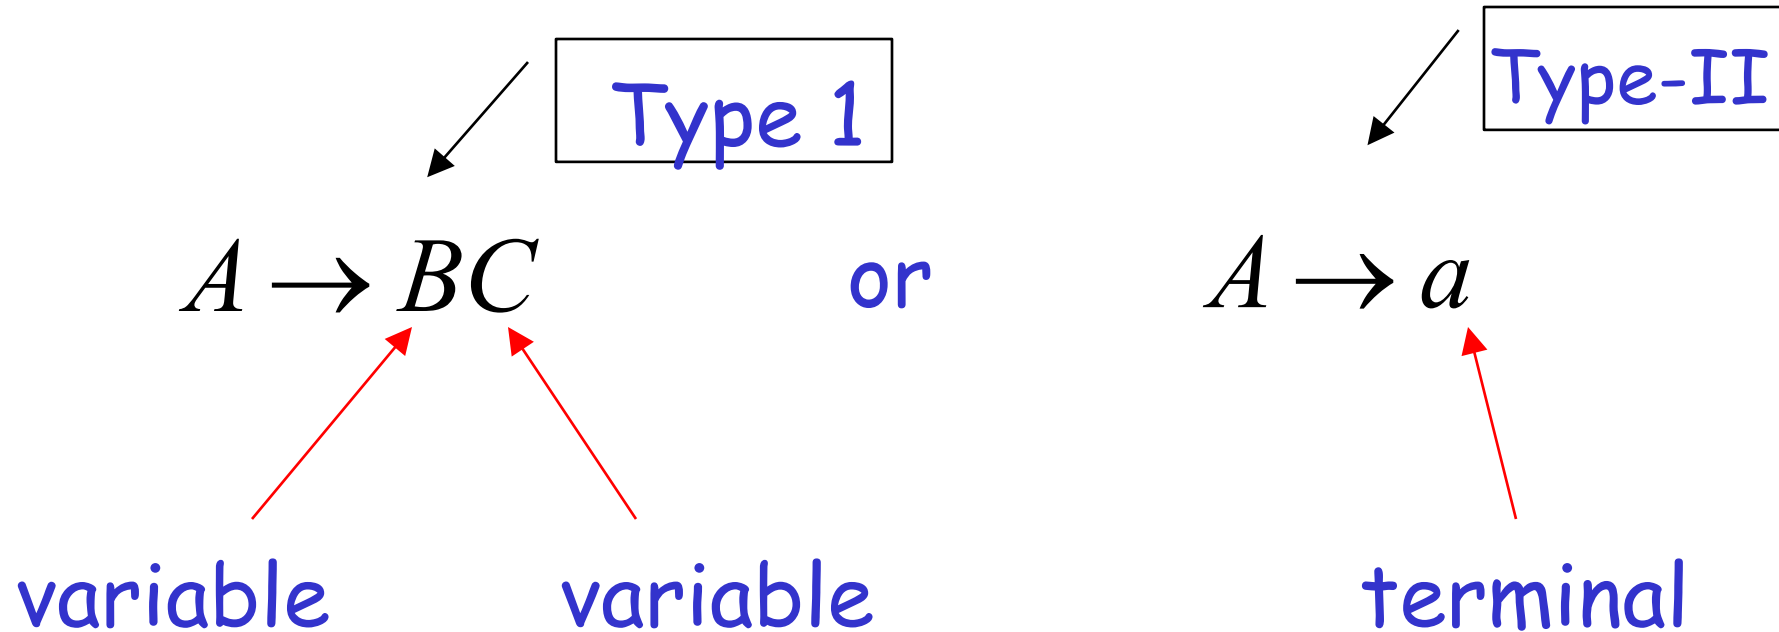 Type 1
Type-II
A → BC or A → a
variable variable terminal